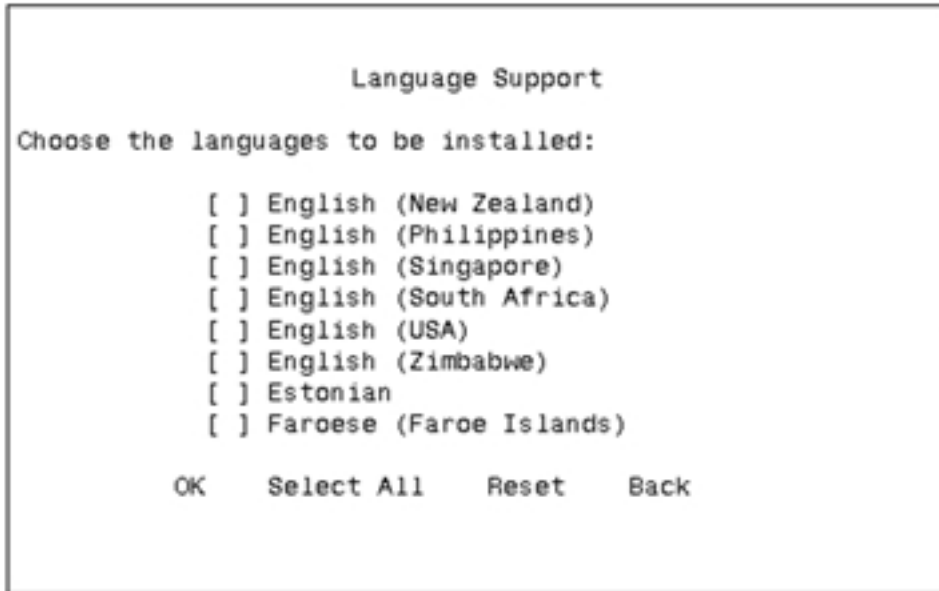 Language Support
Choose the languages to be installed:
[ ] English (New Zealand)
[ ] English (Philippines)
[ ] English (Singapore)
[ ] English (South Africa)
[ ] English (USA)
[ ] English (Zimbabwe)
[ ] Estonian
[ ] Faroese (Faroe Islands)
OK Select All Reset Back